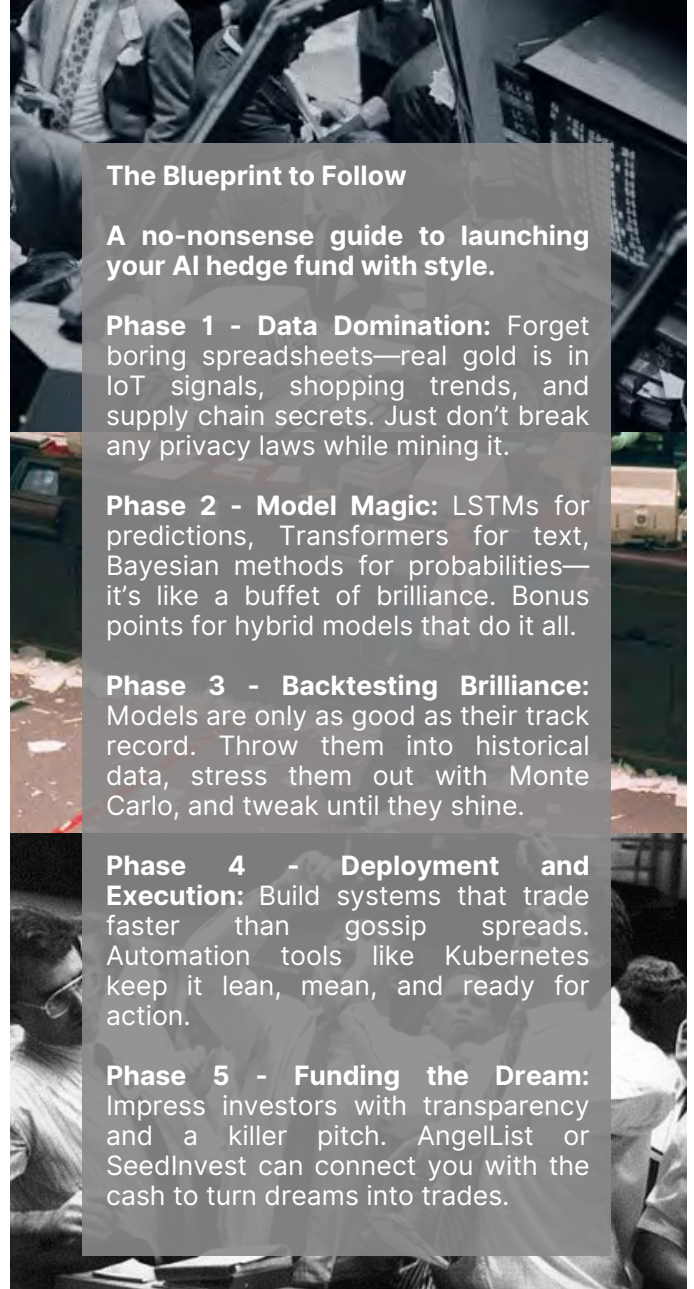 The Blueprint to Follow
A no-nonsense guide to launching
your AI hedge fund with style.
Phase 1 - Data Domination: Forget
boring spreadsheets—real gold is in
IoT signals, shopping trends, and
supply chain secrets. Just don't break
any privacy laws while mining it.
Phase 2 - Model Magic: LSTMs for
predictions, Transformers for text,
Bayesian methods for probabilities—
it's like a buffet of brilliance. Bonus
points for hybrid models that do it all.
Phase 3 - Backtesting Brilliance:
Models are only as good as their track
record. Throw them into historical
data, stress them out with Monte
Carlo, and tweak until they shine.
Phase 4 - Deployment and
Execution: Build systems that trade
faster than gossip spreads.
Automation tools like Kubernetes
keep it lean, mean, and ready for
action.
Phase 5 - Funding the Dream:
Impress investors with transparency
and a killer pitch. AngelList or
SeedInvest can connect you with the
cash to turn dreams into trades.